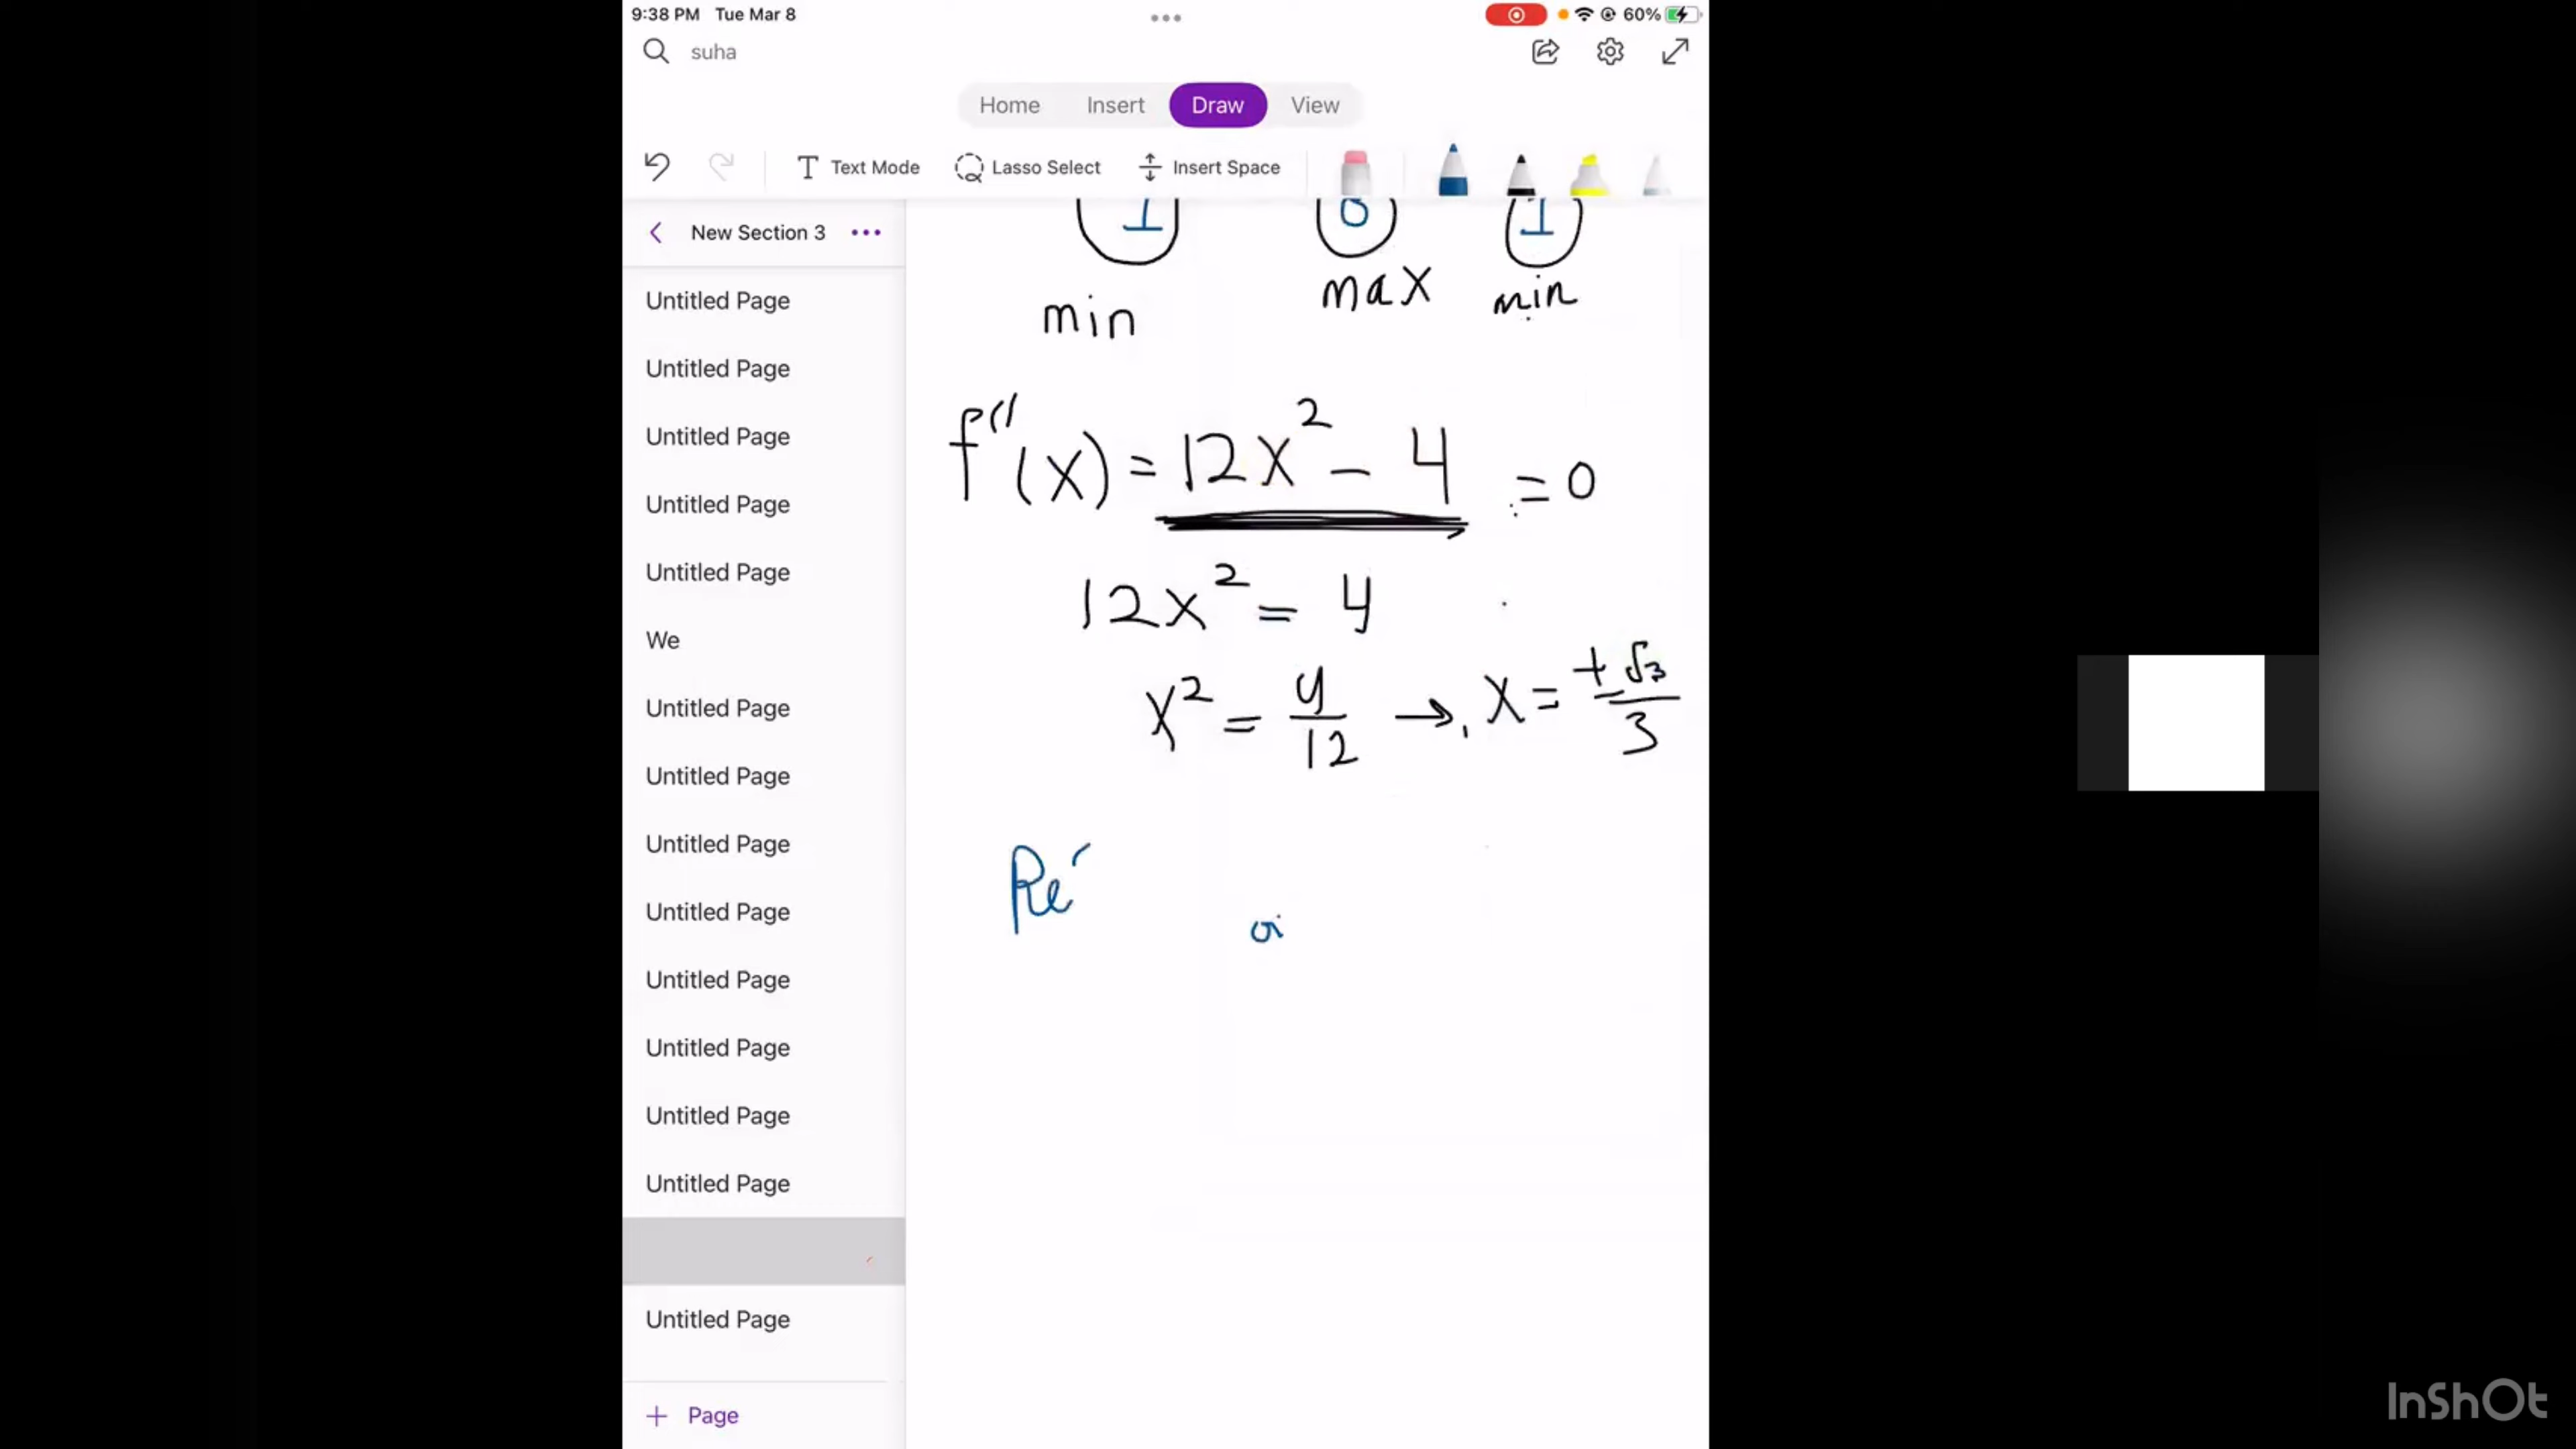 9:38 PM Tue Mar 8
60%
suha
Home Insert Draw View
Text Mode Lasso Select Insert Space
New Section 3
Untitled Page
Untitled Page
Untitled Page
Untitled Page
Untitled Page
We
Untitled Page
Untitled Page
Untitled Page
Untitled Page
Untitled Page
Untitled Page
Untitled Page
Untitled Page
Untitled Page
+ Page
1 1
max min
min
f''(x) = 12x² - 4 = 0
12x² = 4
x² = 4/12 → x = ±√3/3
Re
InShOt